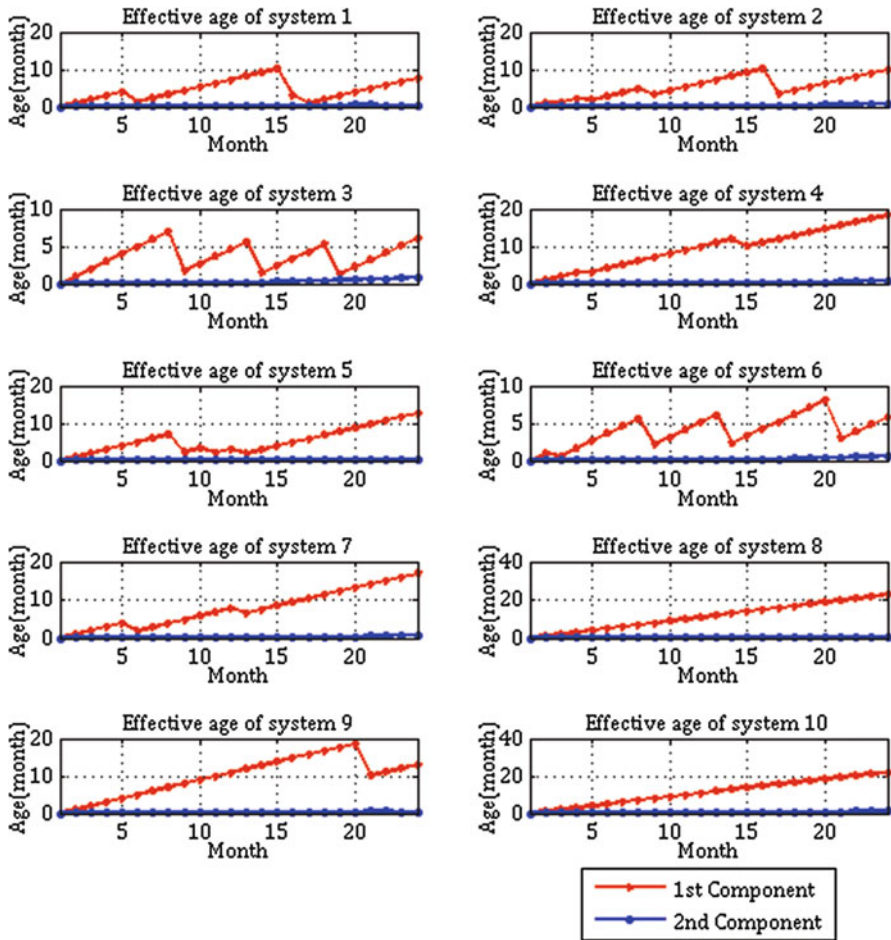 Effective age of system 1
Age(month)
20
10
0
5 10 15 20
Month
Effective age of system 2
Age(month)
20
10
0
5 10 15 20
Month
Effective age of system 3
Age(month)
10
5
0
5 10 15 20
Month
Effective age of system 4
Age(month)
20
10
0
5 10 15 20
Month
Effective age of system 5
Age(month)
20
10
0
5 10 15 20
Month
Effective age of system 6
Age(month)
10
5
0
5 10 15 20
Month
Effective age of system 7
Age(month)
20
10
0
5 10 15 20
Month
Effective age of system 8
Age(month)
40
20
0
5 10 15 20
Month
Effective age of system 9
Age(month)
20
10
0
5 10 15 20
Month
Effective age of system 10
Age(month)
40
20
0
5 10 15 20
Month
1st Component
2nd Component